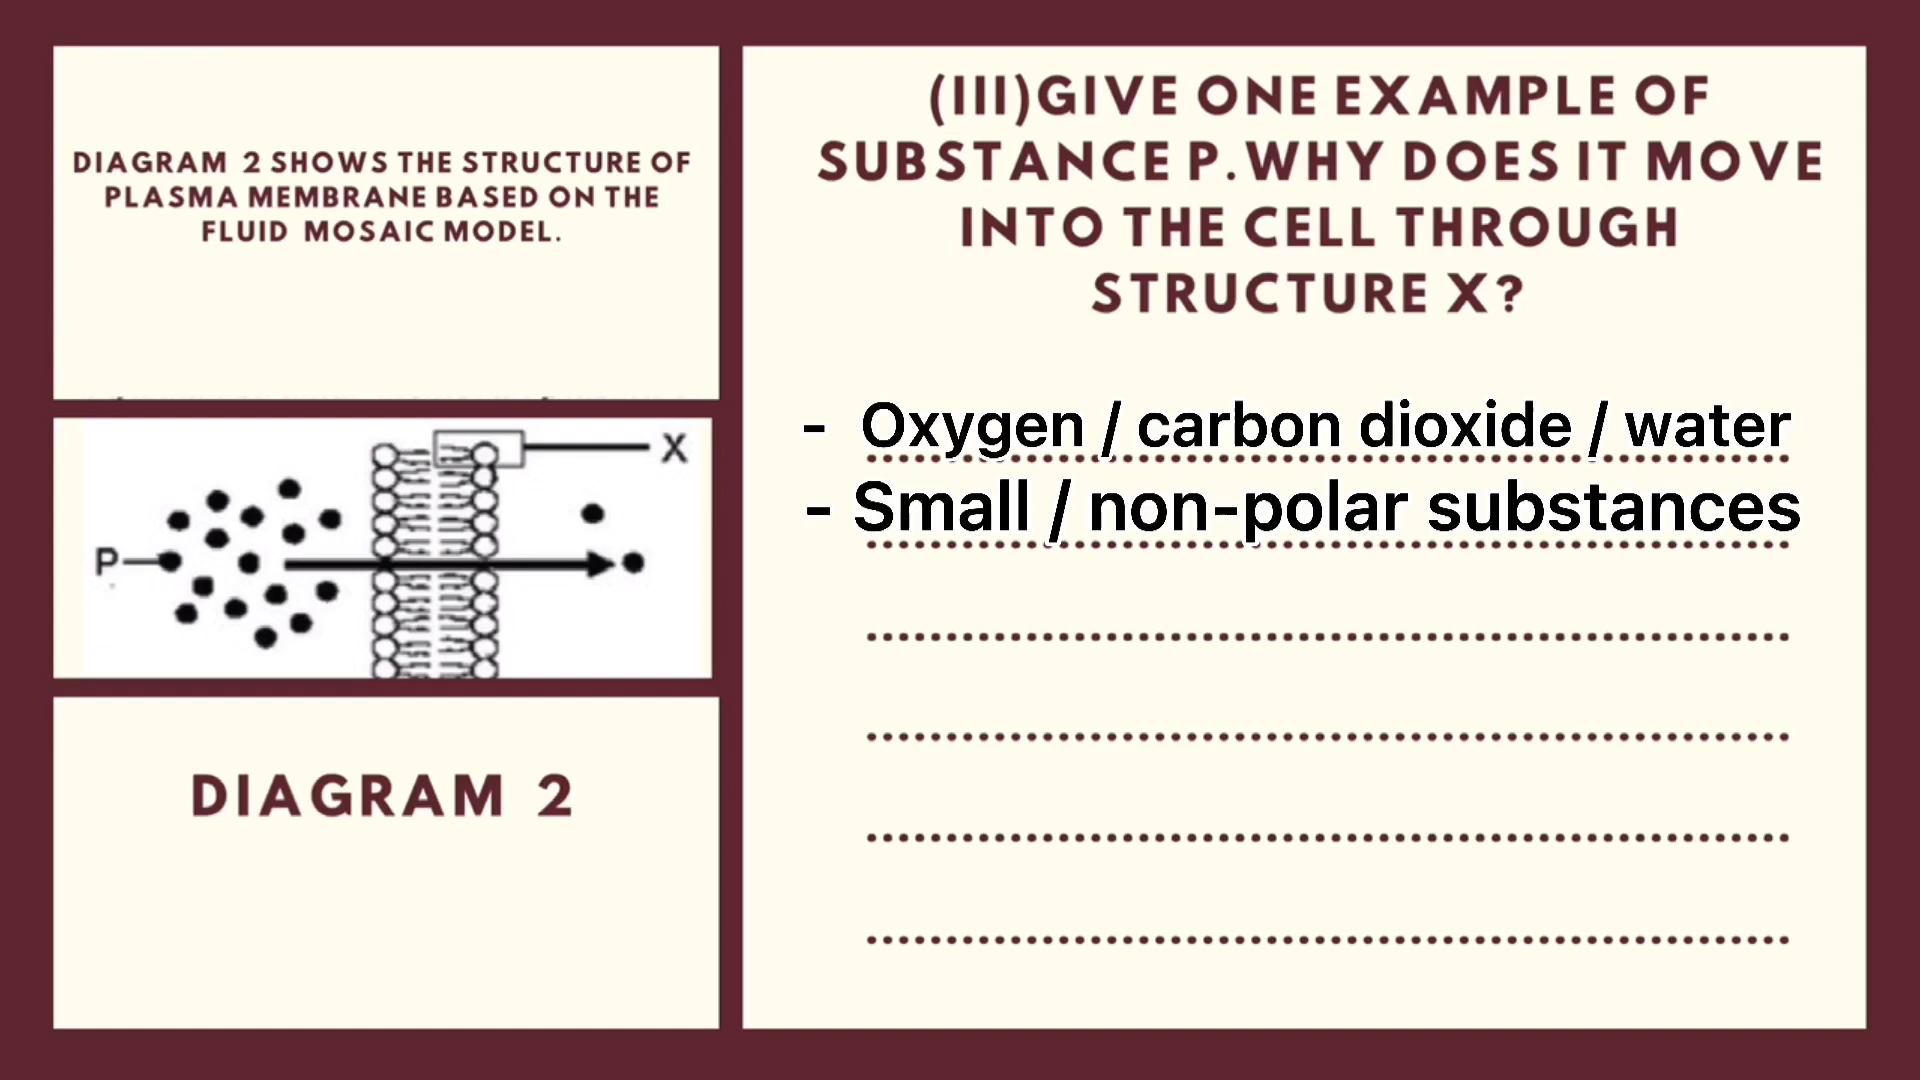 DIAGRAM 2 SHOWS THE STRUCTURE OF
PLASMA MEMBRANE BASED ON THE
FLUID MOSAIC MODEL.
X
P
DIAGRAM 2
(III)GIVE ONE EXAMPLE OF
SUBSTANCE P.WHY DOES IT MOVE
INTO THE CELL THROUGH
STRUCTURE X?
- Oxygen / carbon dioxide / water
- Small / non-polar substances